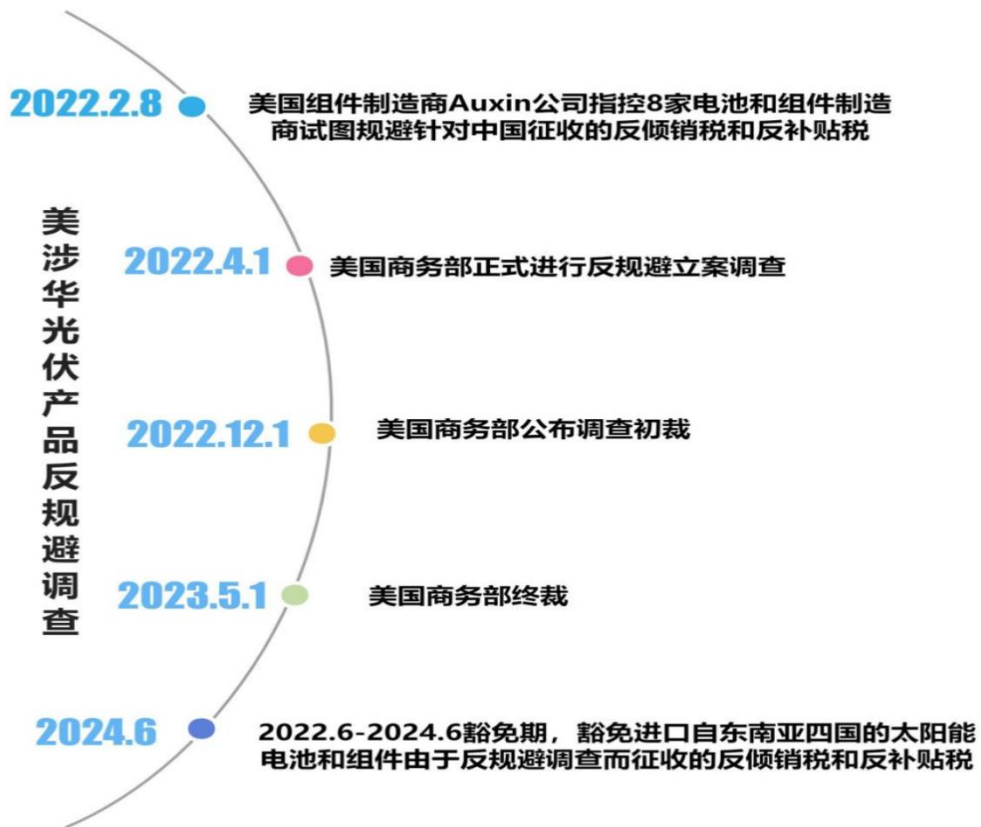 美涉华光伏产品反规避调查
2022.2.8
美国组件制造商Auxin公司指控8家电池和组件制造
商试图规避针对中国征收的反倾销税和反补贴税
2022.4.1
美国商务部正式进行反规避立案调查
2022.12.1
美国商务部公布调查初裁
2023.5.1
美国商务部终裁
2024.6
2022.6-2024.6豁免期，豁免进口自东南亚四国的太阳能
电池和组件由于反规避调查而征收的反倾销税和反补贴税